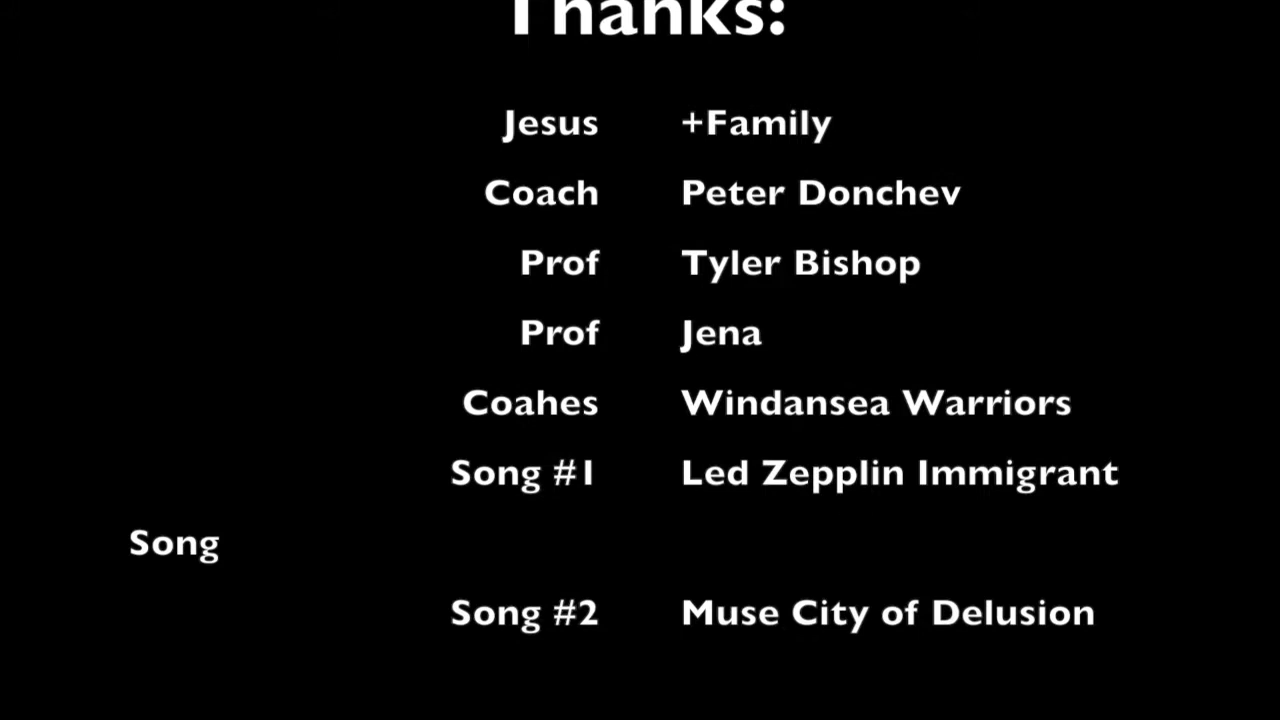 Thanks:
Jesus +Family
Coach Peter Donchev
Prof Tyler Bishop
Prof Jena
Coahes Windansea Warriors
Song #1 Led Zepplin Immigrant
Song
Song #2 Muse City of Delusion